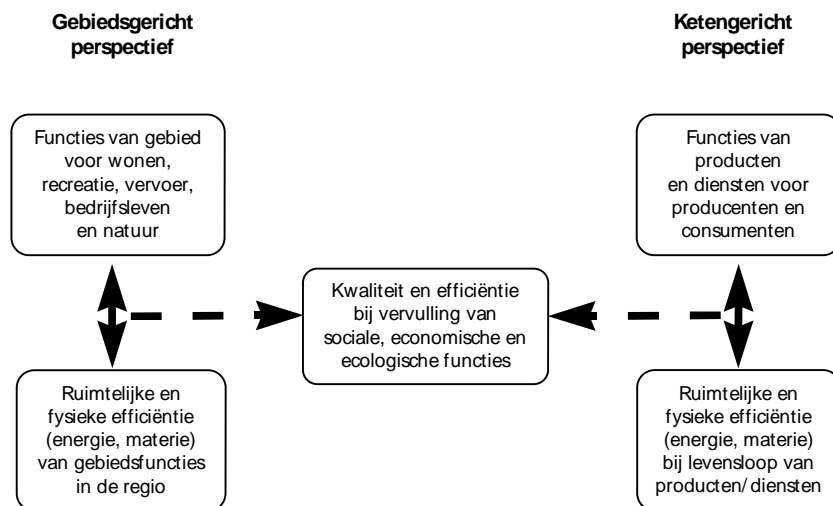 Gebiedsgericht
perspectief
Ketengericht
perspectief
Functies van gebied
voor wonen,
recreatie, vervoer,
bedrijfsleven
en natuur
Functies van
producten
en diensten voor
producenten en
consumenten
Kwaliteit en efficiëntie
bij vervulling van
sociale, economische en
ecologische functies
Ruimtelijke en
fysieke efficiëntie
(energie, materie)
van gebiedsfuncties
in de regio
Ruimtelijke en
fysieke efficiëntie
(energie, materie)
bij levensloop van
producten/ diensten